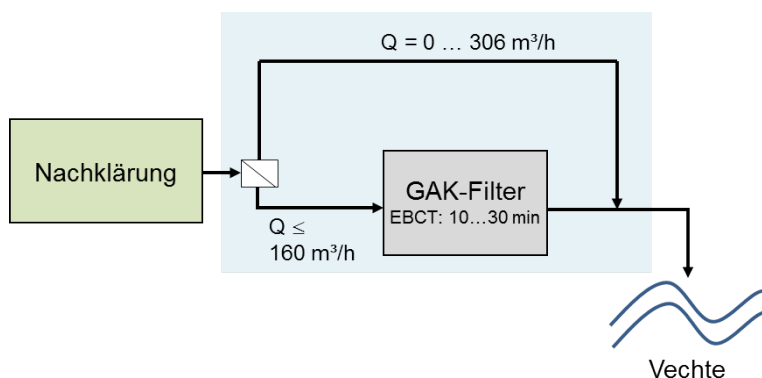 Q = 0 … 306 m³/h
Nachklärung
GAK-Filter
EBCT: 10…30 min
Q ≤
160 m³/h
Vechte